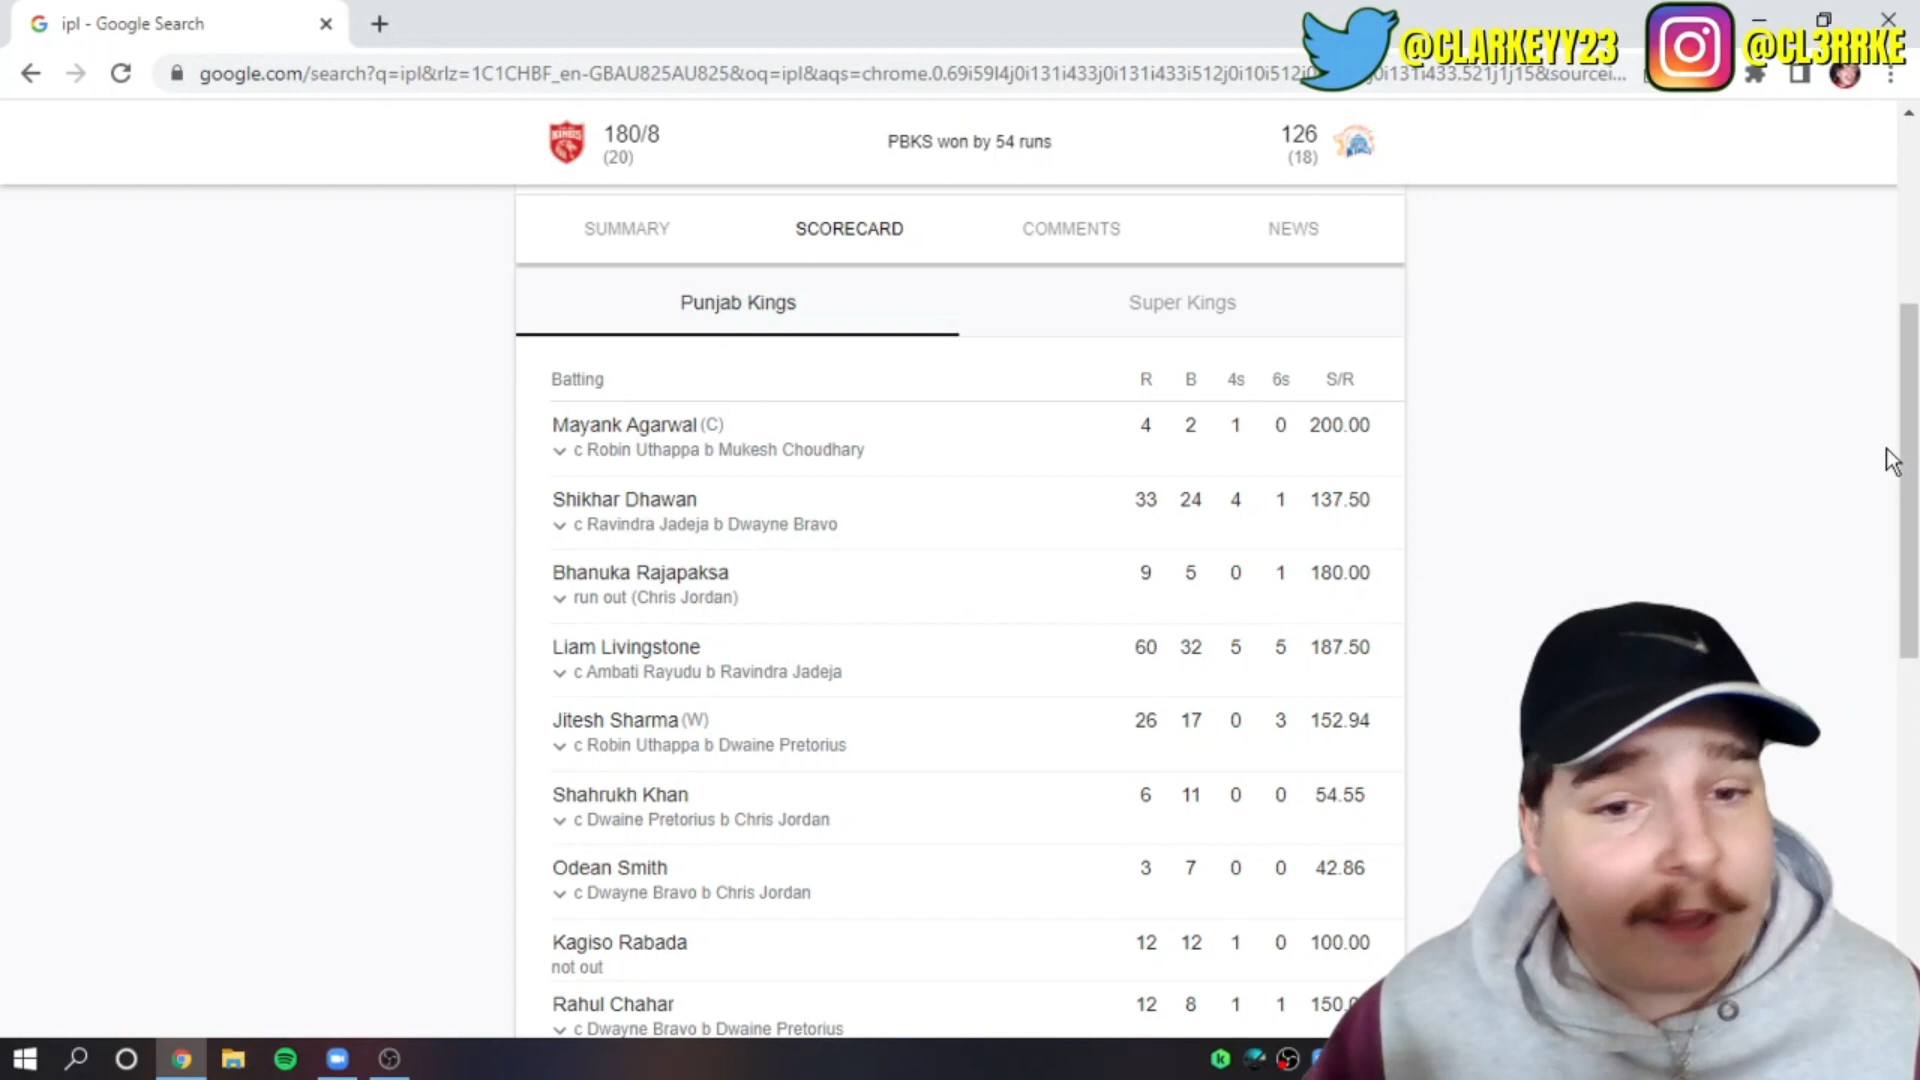 ipl - Google Search
@CLARKEYY23
@CL3RRKE
google.com/search?q=ipl&rlz=1C1CHBF_en-GBAU825AU825&oq=ipl&aqs=chrome.0.69i59l4j0i131i433j0i131i433i512j0i10i512j0
j0i131i433.521j1j15&sourcei...
180/8
(20)
PBKS won by 54 runs
126
(18)
SUMMARY SCORECARD COMMENTS NEWS
Punjab Kings Super Kings
Batting R B 4s 6s S/R
Mayank Agarwal (C) 4 2 1 0 200.00
c Robin Uthappa b Mukesh Choudhary
Shikhar Dhawan 33 24 4 1 137.50
c Ravindra Jadeja b Dwayne Bravo
Bhanuka Rajapaksa 9 5 0 1 180.00
run out (Chris Jordan)
Liam Livingstone 60 32 5 5 187.50
c Ambati Rayudu b Ravindra Jadeja
Jitesh Sharma (W) 26 17 0 3 152.94
c Robin Uthappa b Dwaine Pretorius
Shahrukh Khan 6 11 0 0 54.55
c Dwaine Pretorius b Chris Jordan
Odean Smith 3 7 0 0 42.86
c Dwayne Bravo b Chris Jordan
Kagiso Rabada 12 12 1 0 100.00
not out
Rahul Chahar 12 8 1 1 150.0
c Dwayne Bravo b Dwaine Pretorius